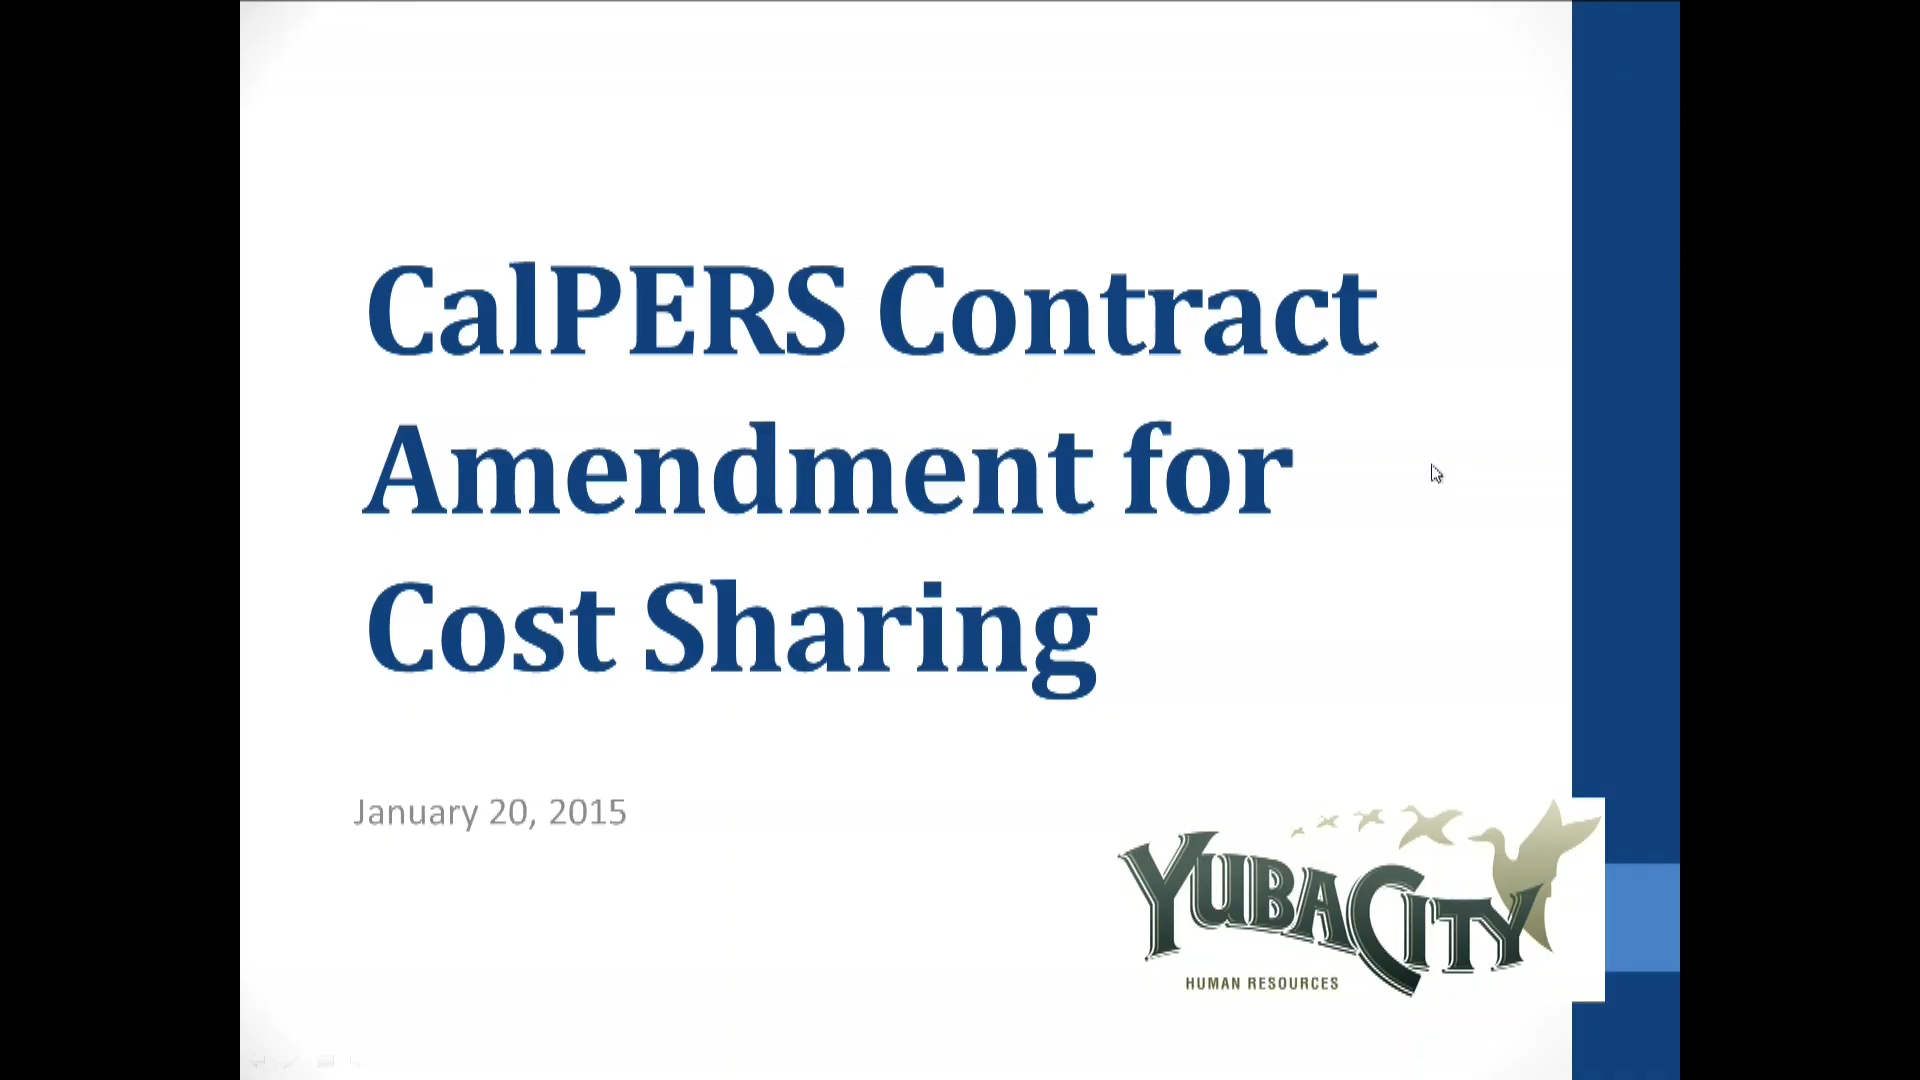 CalPERS Contract
Amendment for
Cost Sharing
January 20, 2015
YUBA CITY
HUMAN RESOURCES